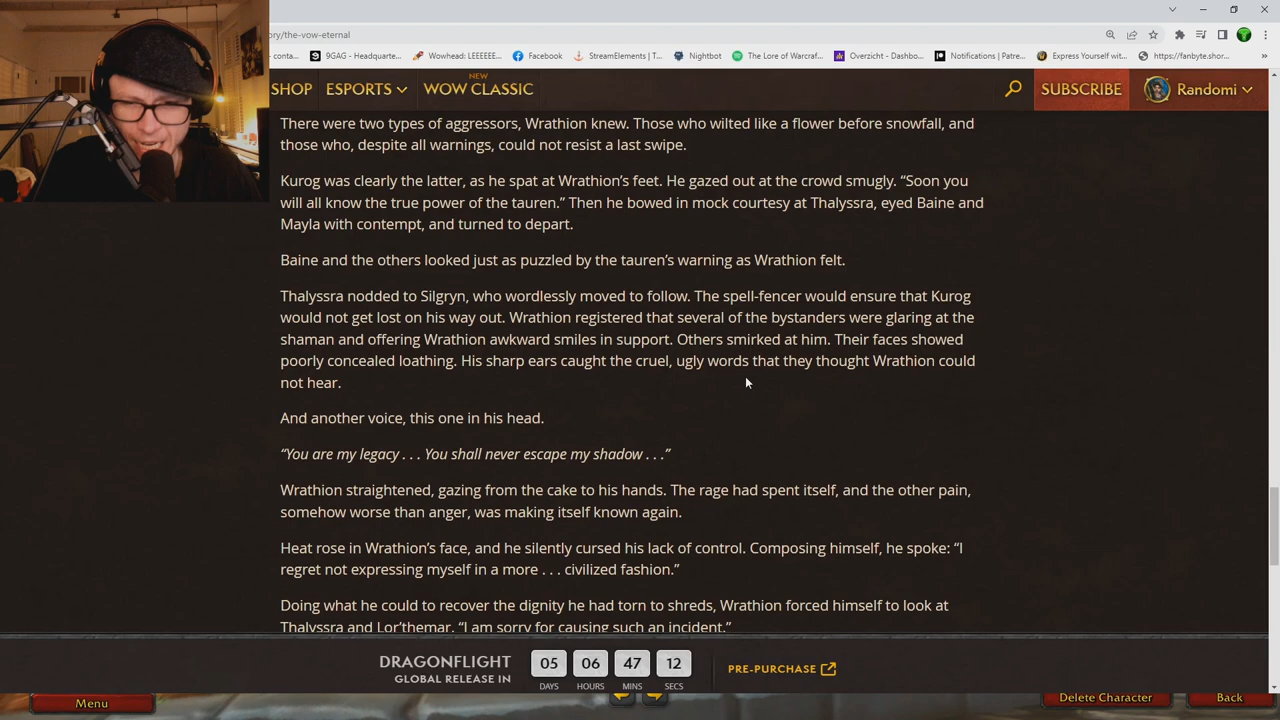 ory/the-vow-eternal
conta...
9GAG - Headquarte...
Wowhead: LEEEEEE...
Facebook
StreamElements | T...
Nightbot
The Lore of Warcraf...
Overzicht - Dashbo...
Notifications | Patre...
Express Yourself wit...
https://fanbyte.shor...
SHOP
ESPORTS
NEW
WOW CLASSIC
SUBSCRIBE
Randomi
There were two types of aggressors, Wrathion knew. Those who wilted like a flower before snowfall, and
those who, despite all warnings, could not resist a last swipe.
Kurog was clearly the latter, as he spat at Wrathion’s feet. He gazed out at the crowd smugly. “Soon you
will all know the true power of the tauren.” Then he bowed in mock courtesy at Thalyssra, eyed Baine and
Mayla with contempt, and turned to depart.
Baine and the others looked just as puzzled by the tauren’s warning as Wrathion felt.
Thalyssra nodded to Silgryn, who wordlessly moved to follow. The spell-fencer would ensure that Kurog
would not get lost on his way out. Wrathion registered that several of the bystanders were glaring at the
shaman and offering Wrathion awkward smiles in support. Others smirked at him. Their faces showed
poorly concealed loathing. His sharp ears caught the cruel, ugly words that they thought Wrathion could
not hear.
And another voice, this one in his head.
“You are my legacy . . . You shall never escape my shadow . . .”
Wrathion straightened, gazing from the cake to his hands. The rage had spent itself, and the other pain,
somehow worse than anger, was making itself known again.
Heat rose in Wrathion’s face, and he silently cursed his lack of control. Composing himself, he spoke: “I
regret not expressing myself in a more . . . civilized fashion.”
Doing what he could to recover the dignity he had torn to shreds, Wrathion forced himself to look at
Thalyssra and Lor’themar. “I am sorry for causing such an incident.”
DRAGONFLIGHT
GLOBAL RELEASE IN
05 06 47 12
DAYS HOURS MINS SECS
PRE-PURCHASE
Menu
Delete Character
Back